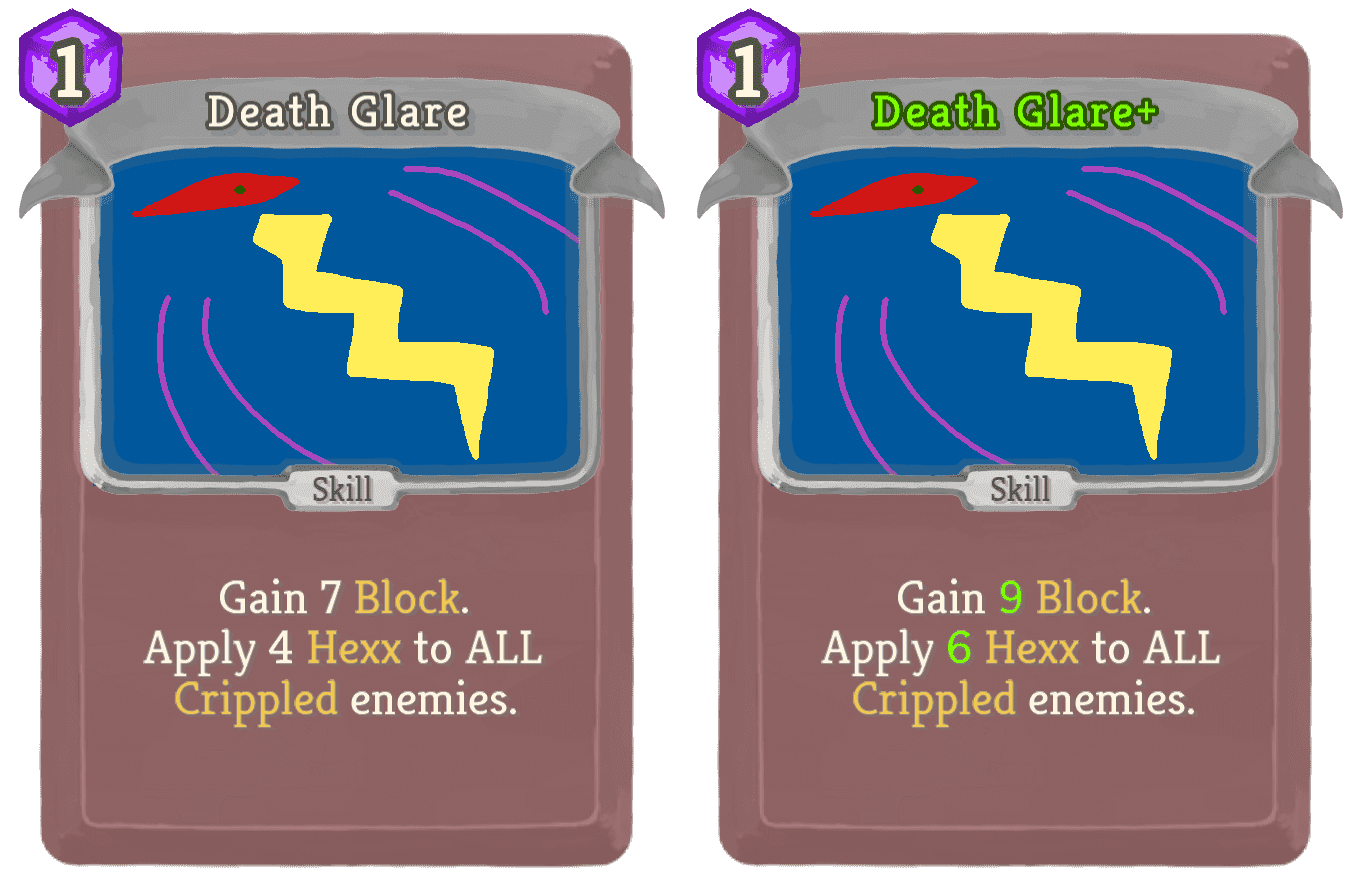 1
Death Glare
Skill
Gain 7 Block.
Apply 4 Hexx to ALL
Crippled enemies.
1
Death Glare+
Skill
Gain 9 Block.
Apply 6 Hexx to ALL
Crippled enemies.